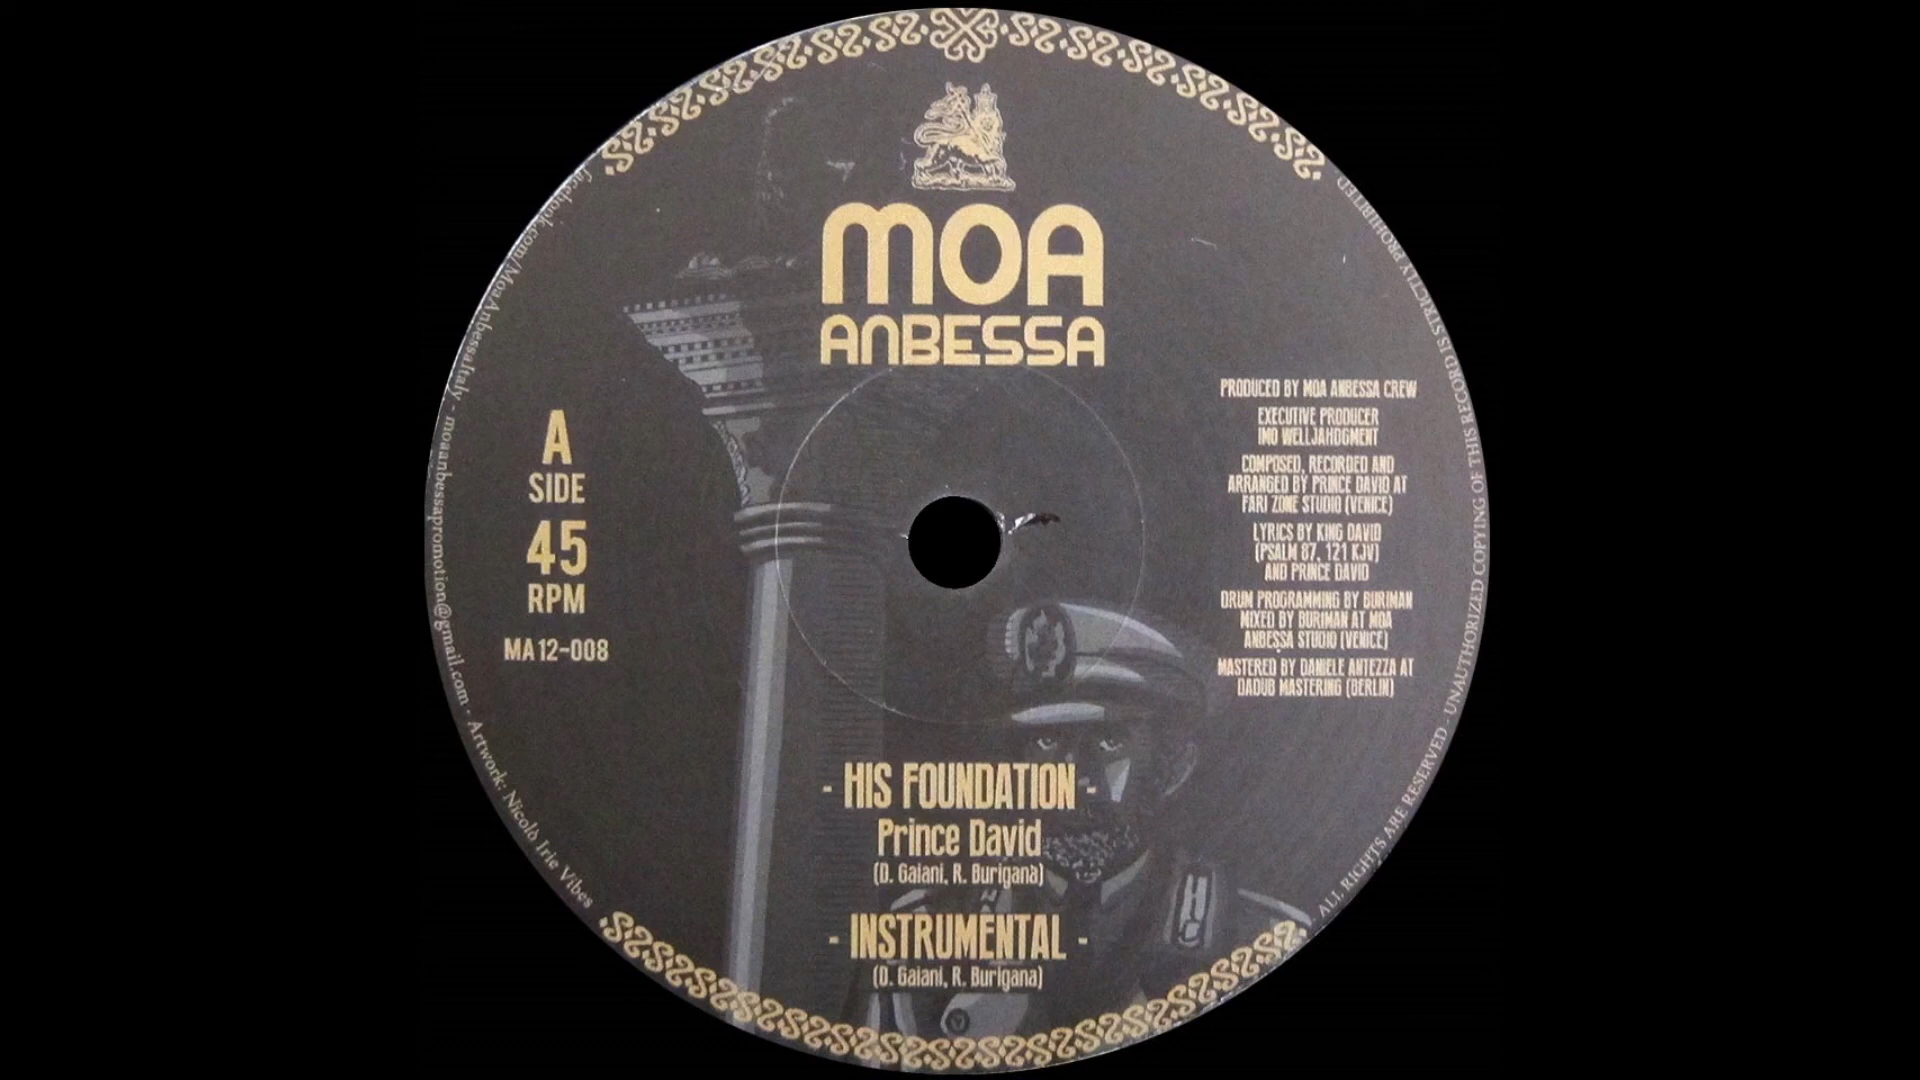 MOA
ANBESSA
A
SIDE
45
RPM
MA12-008
PRODUCED BY MOA ANBESSA CREW
EXECUTIVE PRODUCER
IMO WELLJAHDGMENT
COMPOSED, RECORDED AND
ARRANGED BY PRINCE DAVID AT
FARI ZONE STUDIO (VENICE)
LYRICS BY KING DAVID
(PSALM 87, 121 KJV)
AND PRINCE DAVID
DRUM PROGRAMMING BY BURIMAN
MIXED BY BURIMAN AT MOA
ANBESSA STUDIO (VENICE)
MASTERED BY DANIELE ANTEZZA AT
DADUB MASTERING (BERLIN)
- HIS FOUNDATION -
Prince David
(D. Gaiani, R. Burigana)
- INSTRUMENTAL -
(D. Gaiani, R. Burigana)
HC
facebook.com/MoaAnbessaItaly - moanbessapromotion@gmail.com - Artwork: Nicolò Irie Vibes
ALL RIGHTS ARE RESERVED - UNAUTHORIZED COPYING OF THIS RECORD IS STRICTLY PROHIBITED